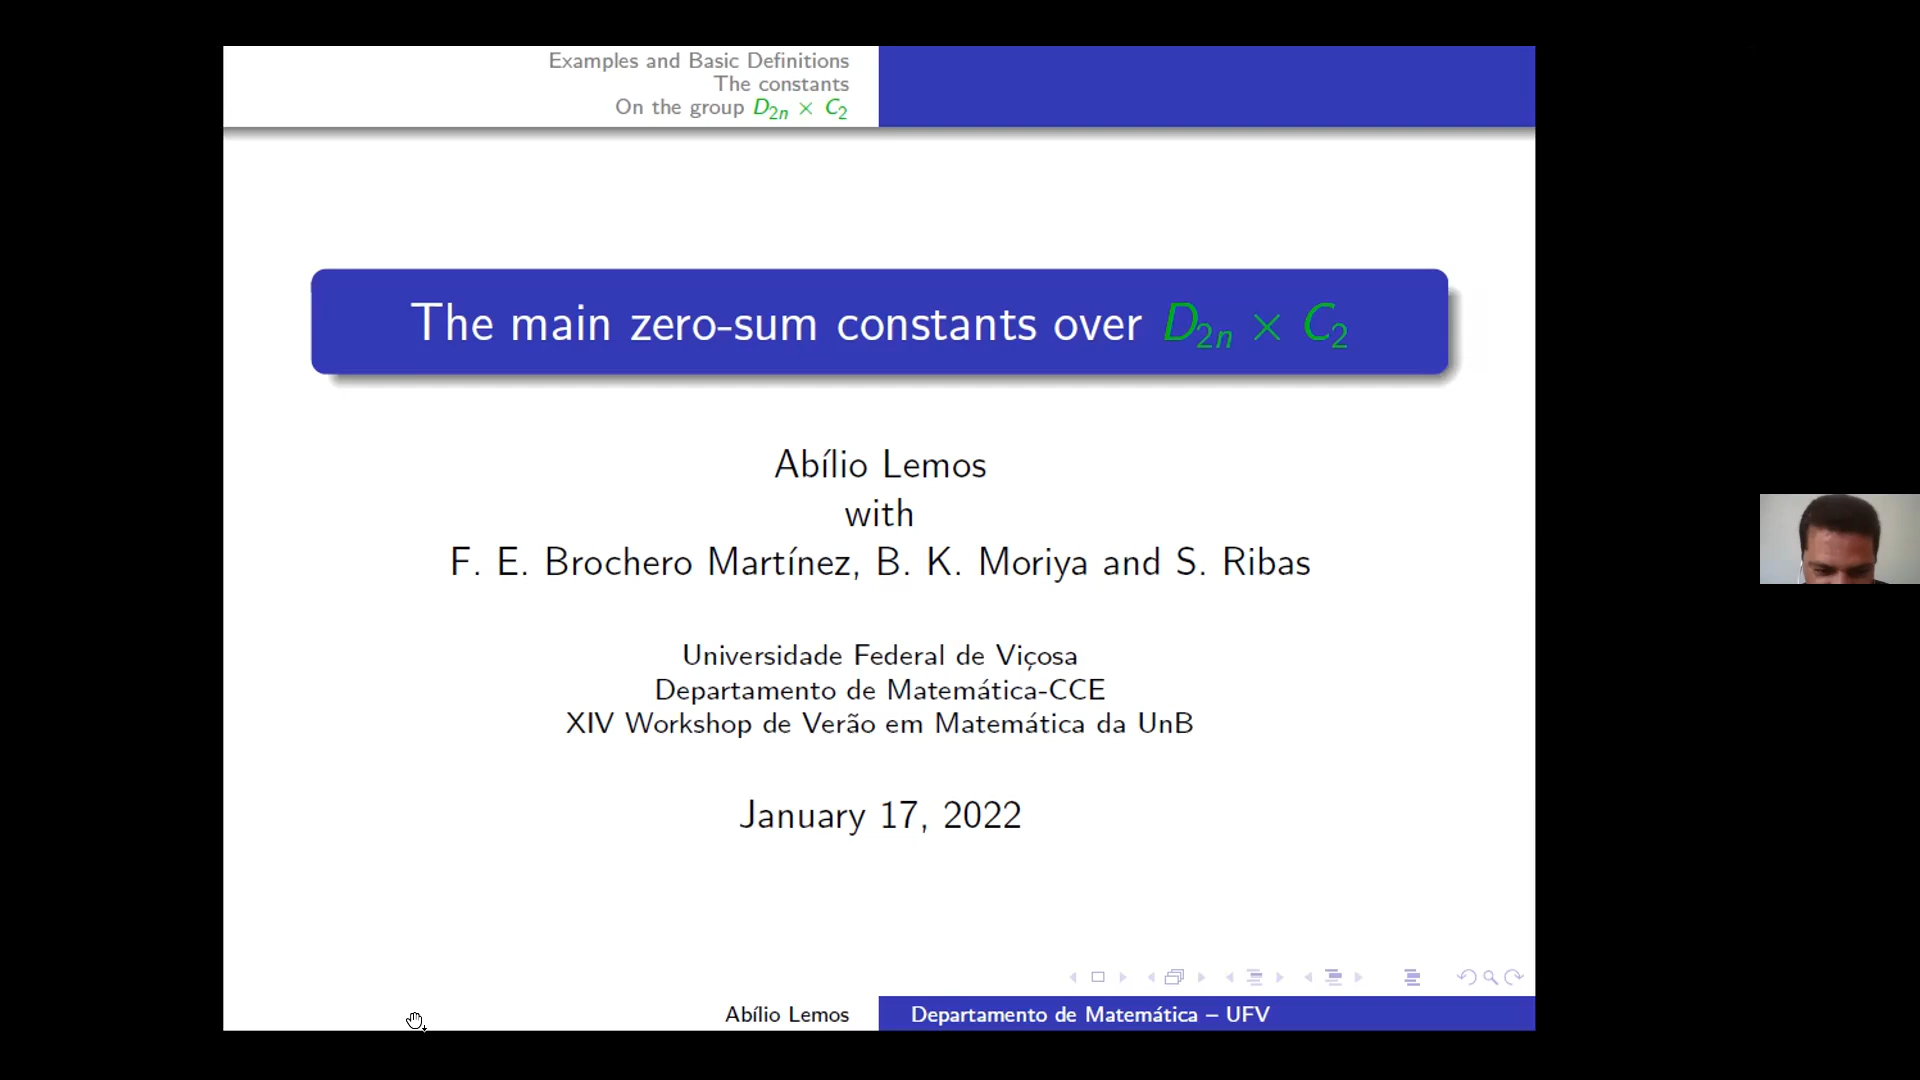 Examples and Basic Definitions
The constants
On the group D₂ₙ × C₂
The main zero-sum constants over D₂ₙ × C₂
Abílio Lemos
with
F. E. Brochero Martínez, B. K. Moriya and S. Ribas
Universidade Federal de Viçosa
Departamento de Matemática-CCE
XIV Workshop de Verão em Matemática da UnB
January 17, 2022
Abílio Lemos
Departamento de Matemática – UFV